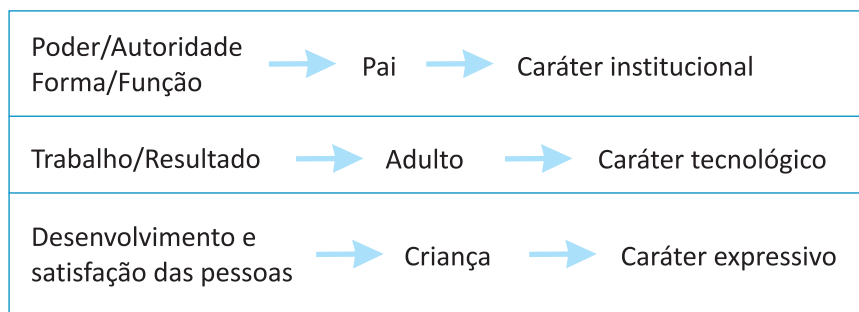 Poder/Autoridade
Forma/Função
Pai
Caráter institucional
Trabalho/Resultado
Adulto
Caráter tecnológico
Desenvolvimento e
satisfação das pessoas
Criança
Caráter expressivo